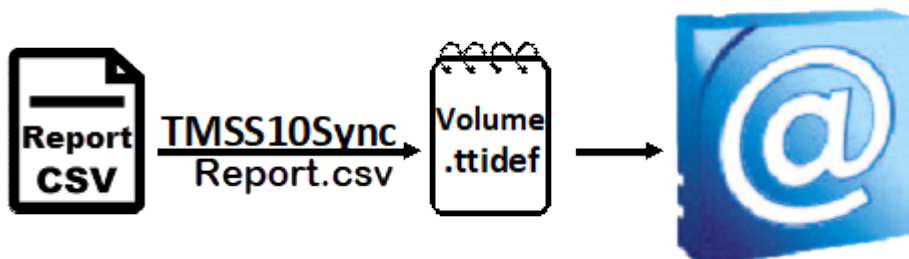 Report
CSV
TMSS10Sync
Report.csv
Volume
.ttidef
@